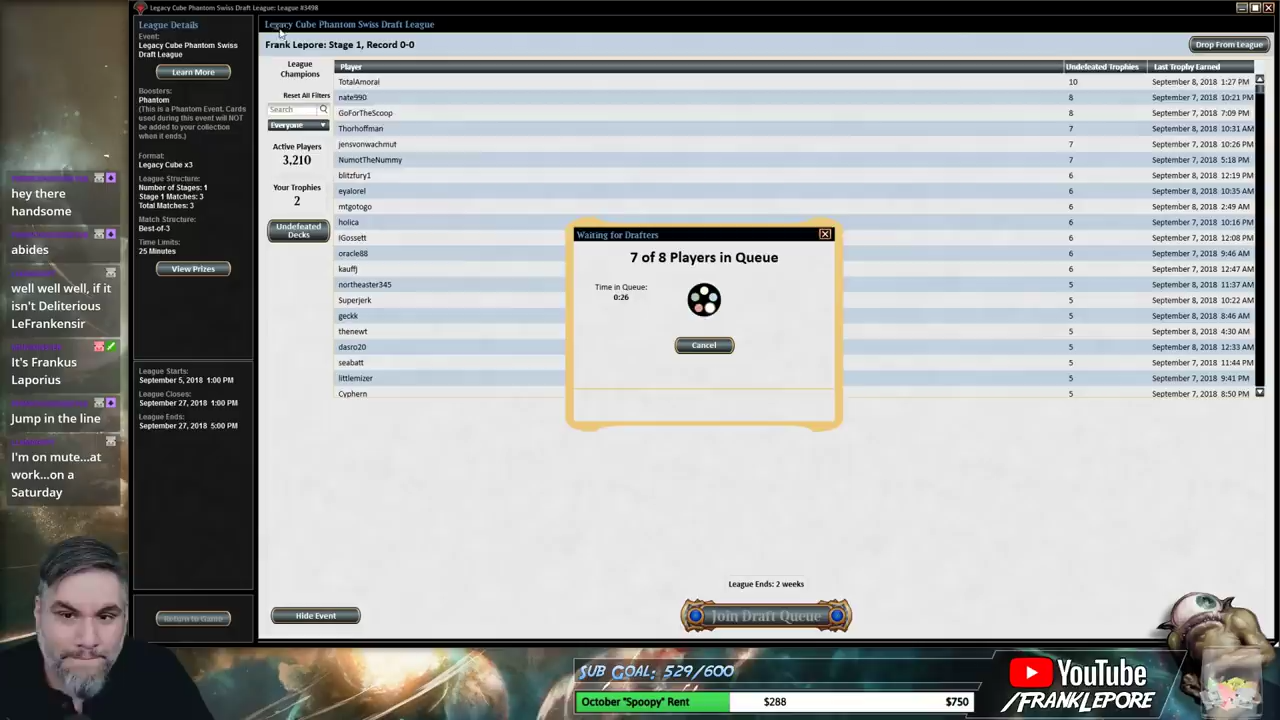 Legacy Cube Phantom Swiss Draft League: League #3498
League Details
Event:
Legacy Cube Phantom Swiss
Draft League
Learn More
Boosters:
Phantom
(This is a Phantom Event. Cards
used during this event will NOT
be added to your collection
when it ends.)
Format:
Legacy Cube x3
League Structure:
Number of Stages: 1
Stage 1 Matches: 3
Total Matches: 3
Match Structure:
Best-of-3
Time Limits:
25 Minutes
View Prizes
League Starts:
September 5, 2018 1:00 PM
League Closes:
September 27, 2018 1:00 PM
League Ends:
September 27, 2018 5:00 PM
Return to Game
Legacy Cube Phantom Swiss Draft League
Frank Lepore: Stage 1, Record 0-0
Drop From League
League
Champions
Reset All Filters
Search
Everyone
Active Players
3,210
Your Trophies
2
Undefeated
Decks
Player Undefeated Trophies Last Trophy Earned
TotalAmoral 10 September 8, 2018 1:27 PM
nate990 8 September 7, 2018 10:21 PM
GoForTheScoop 8 September 7, 2018 7:09 PM
Thorhoffman 7 September 8, 2018 10:31 AM
jensvonwachmut 7 September 7, 2018 10:26 PM
NumotTheNummy 7 September 7, 2018 5:18 PM
blitzfury1 6 September 8, 2018 12:19 PM
eyalorel 6 September 8, 2018 10:35 AM
mtgotogo 6 September 8, 2018 2:49 AM
holica 6 September 7, 2018 10:16 PM
iGossett 6 September 7, 2018 12:08 PM
oracle88 6 September 7, 2018 9:46 AM
kauffj 6 September 7, 2018 12:47 AM
northeaster345 5 September 8, 2018 11:37 AM
Superjerk 5 September 8, 2018 10:22 AM
geckk 5 September 8, 2018 8:46 AM
thenewt 5 September 8, 2018 4:30 AM
dasro20 5 September 8, 2018 12:33 AM
seabatt 5 September 7, 2018 11:44 PM
littlemizer 5 September 7, 2018 9:41 PM
Cyphern 5 September 7, 2018 8:50 PM
Waiting for Drafters
7 of 8 Players in Queue
Time in Queue:
0:26
Cancel
League Ends: 2 weeks
Hide Event
Join Draft Queue
hey there
handsome
abides
well well well, if it
isn't Deliterious
LeFrankensir
It's Frankus
Laporius
Jump in the line
I'm on mute...at
work...on a
Saturday
SUB GOAL: 529/600
October "Spoopy" Rent $288 $750
YouTube
/FRANKLEPORE